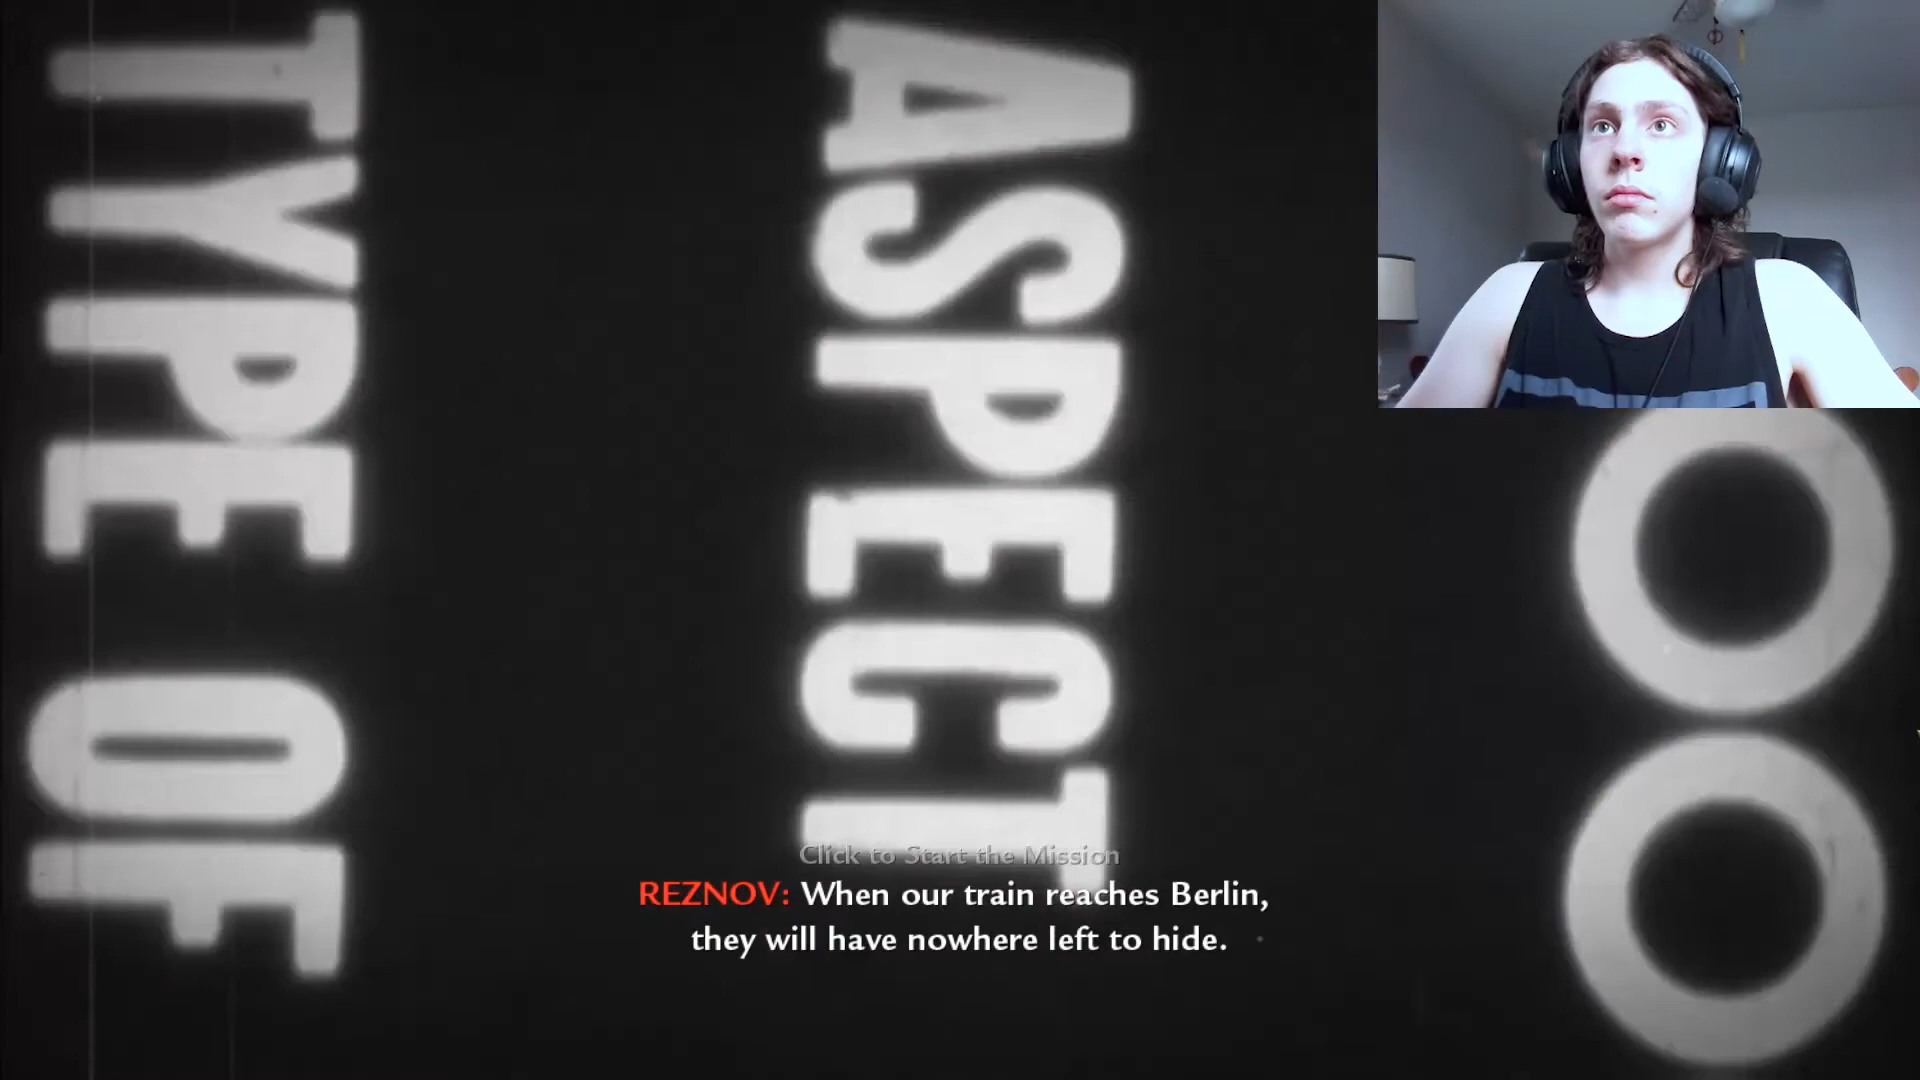 TYPE OF
ASPECT
Click to Start the Mission
REZNOV: When our train reaches Berlin,
they will have nowhere left to hide.